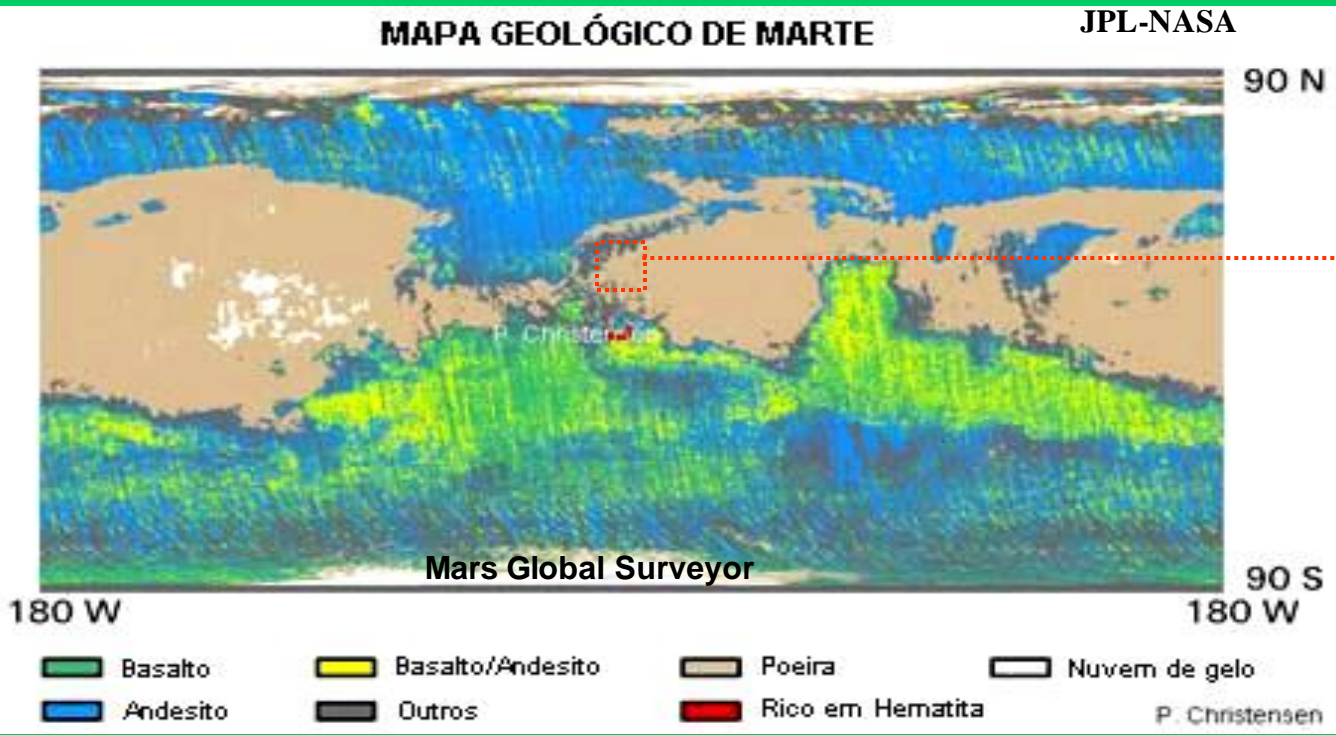 JPL-NASA
MAPA GEOLÓGICO DE MARTE
90 N
P. Christensen
Mars Global Surveyor
90 S
180 W
180 W
Basalto
Basalto/Andesito
Poeira
Nuvem de gelo
Andesito
Outros
Rico em Hematita
P. Christensen